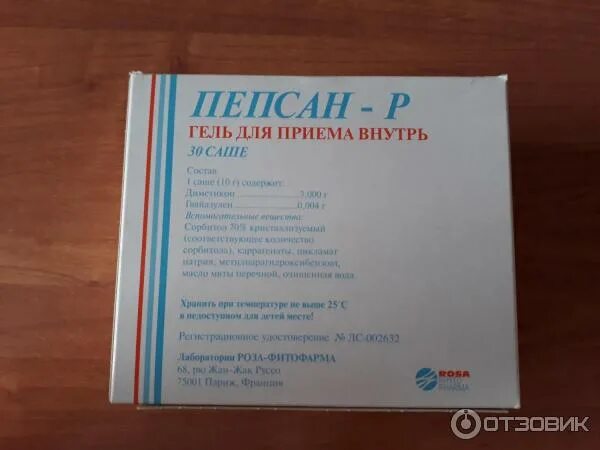 ПЕПСАН - Р
ГЕЛЬ ДЛЯ ПРИЕМА ВНУТРЬ
30 САШЕ
Состав
1 саше (10 г) содержит:
Диметикон 3,000 г
Гвайазулен 0,004 г
Вспомогательные вещества:
Сорбитол 70% кристаллизуемый
(соответствующее количество
сорбитола), каррагенаты, цикламат
натрия, метилпарагидроксибензоат,
масло мяты перечной, очищенная вода.
Хранить при температуре не выше 25°C
в недоступном для детей месте!
Регистрационное удостоверение № ЛС-002632
Лаборатории РОЗА-ФИТОФАРМА
68, рю Жан-Жак Руссо
75001 Париж, Франция
ROSA
PHYTO
PHARMA
ОТЗОВИК